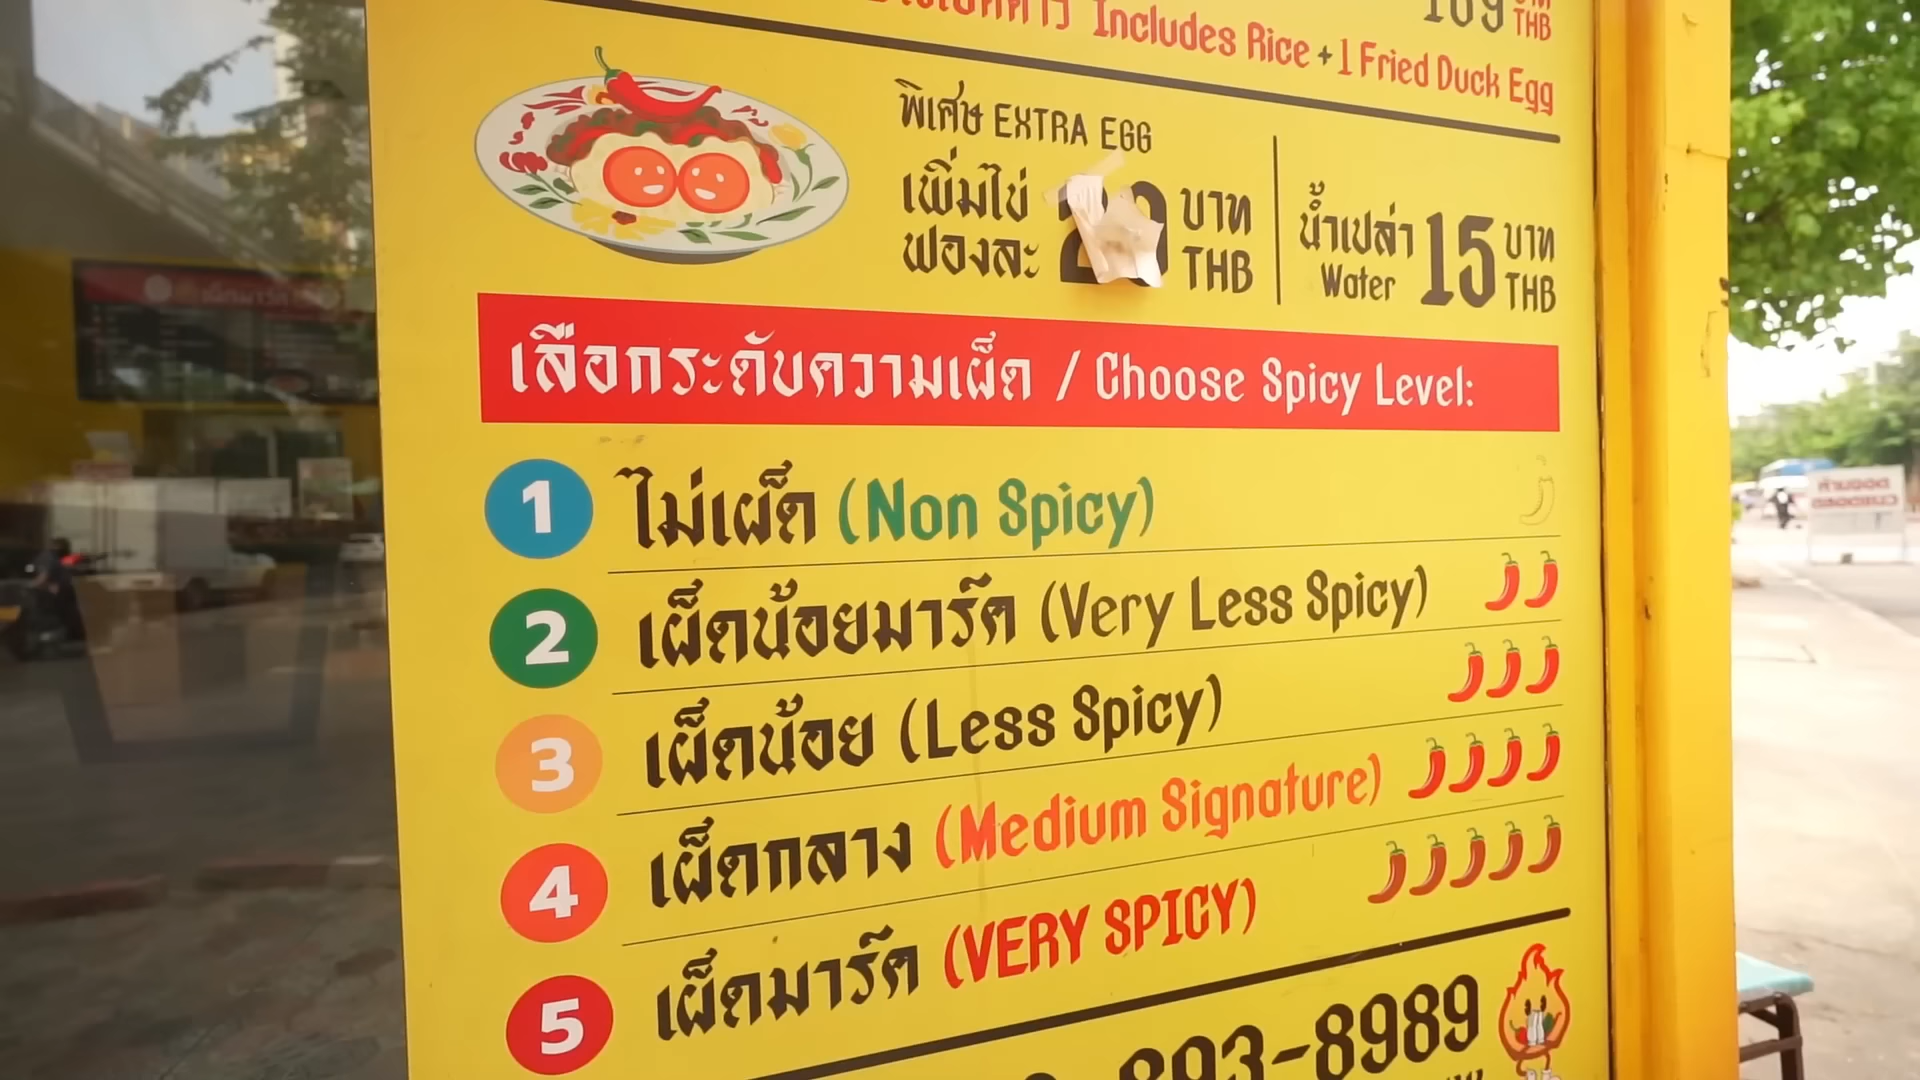 Includes Rice + 1 Fried Duck Egg
THB
พิเศษ EXTRA EGG
เพิ่มไข่
ฟองละ
บาท
THB
น้ำเปล่า
Water
15
บาท
THB
เลือกระดับความเผ็ด / Choose Spicy Level:
1 ไม่เผ็ด (Non Spicy)
2 เผ็ดน้อยมาร์ค (Very Less Spicy)
3 เผ็ดน้อย (Less Spicy)
4 เผ็ดกลาง (Medium Signature)
5 เผ็ดมาร์ค (VERY SPICY)
893-8989